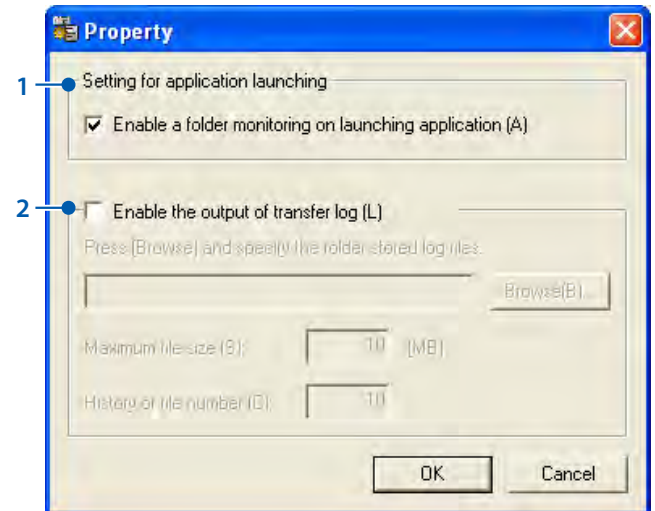 Property
1
Setting for application launching
Enable a folder monitoring on launching application (A)
2
Enable the output of transfer log (L)
Press [Browse] and specify the folder stored log files.
Browse(B)...
Maximum file size (S): 10 [MB]
History of file number (C): 10
OK Cancel